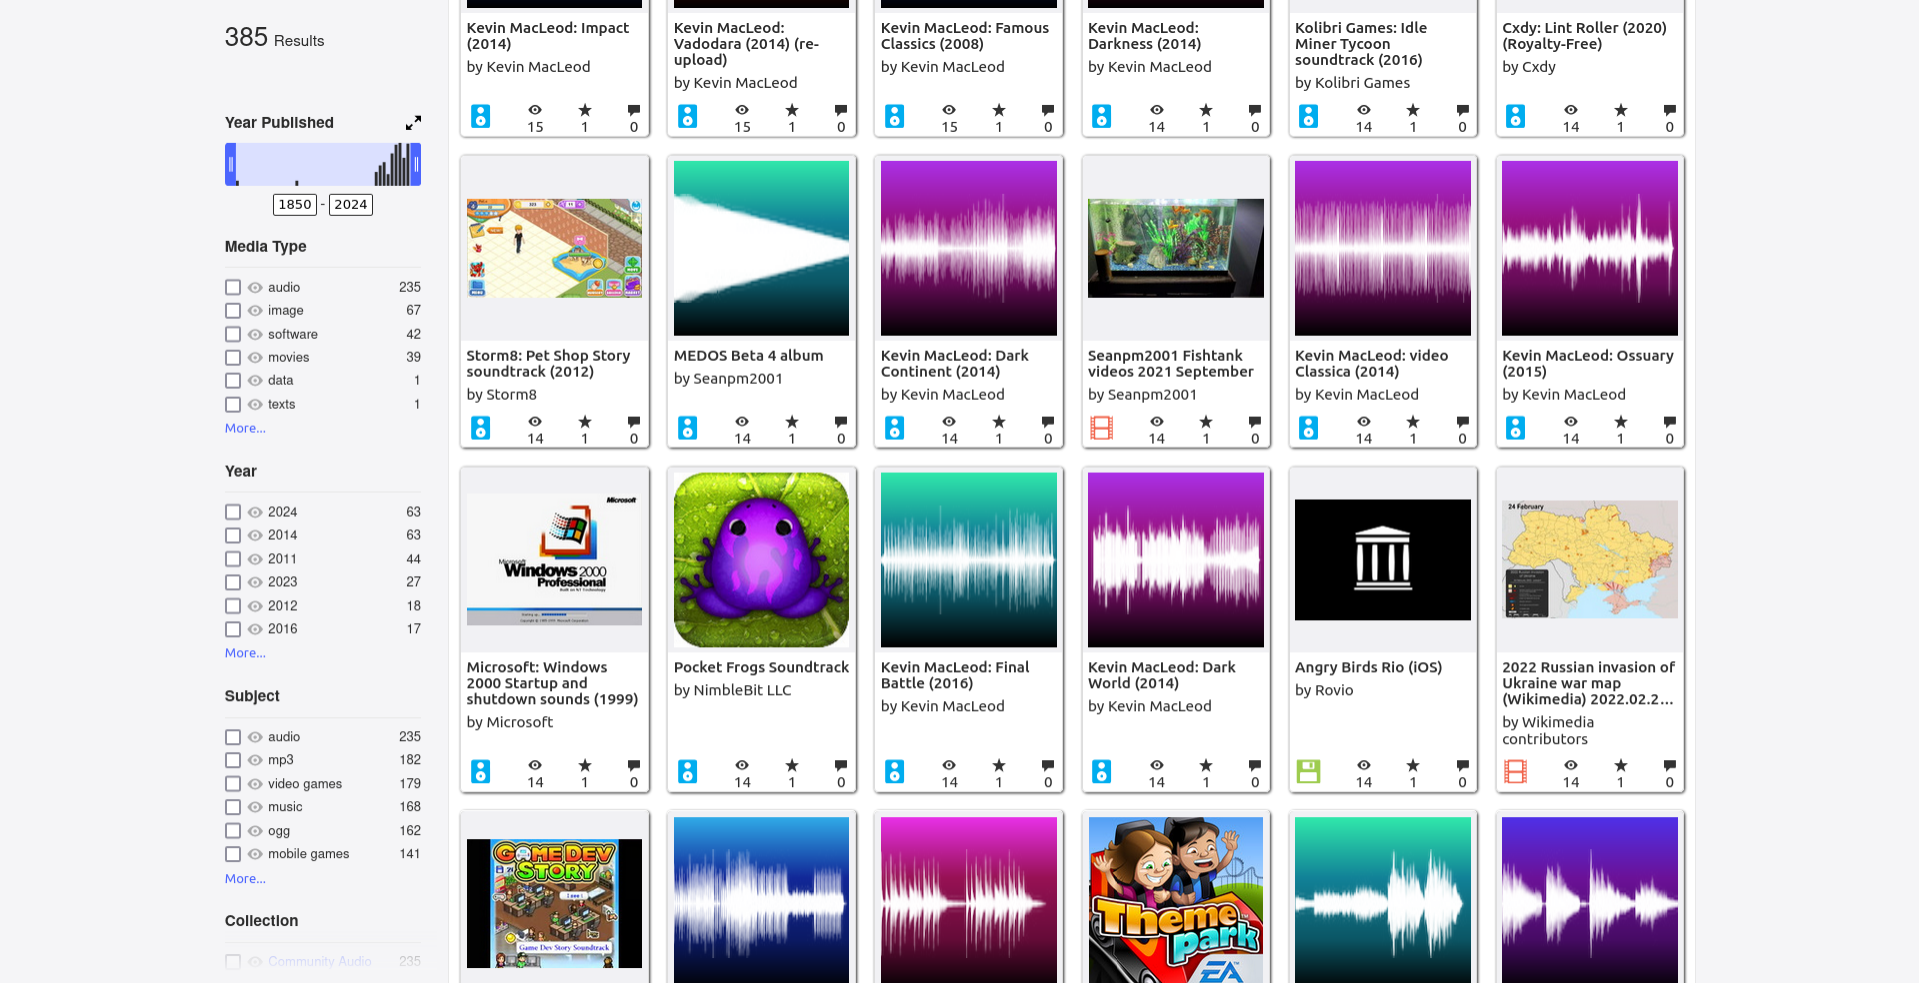 385 Results
Year Published
1850 - 2024
Media Type
audio 235
image 67
software 42
movies 39
data 1
texts 1
More...
Year
2024 63
2014 63
2011 44
2023 27
2012 18
2016 17
More...
Subject
audio 235
mp3 182
video games 179
music 168
ogg 162
mobile games 141
More...
Collection
Community Audio 235
Kevin MacLeod: Impact
(2014)
by Kevin MacLeod
15 1 0
Kevin MacLeod:
Vadodara (2014) (re-
upload)
by Kevin MacLeod
15 1 0
Kevin MacLeod: Famous
Classics (2008)
by Kevin MacLeod
15 1 0
Kevin MacLeod:
Darkness (2014)
by Kevin MacLeod
14 1 0
Kolibri Games: Idle
Miner Tycoon
soundtrack (2016)
by Kolibri Games
14 1 0
Cxdy: Lint Roller (2020)
(Royalty-Free)
by Cxdy
14 1 0
Storm8: Pet Shop Story
soundtrack (2012)
by Storm8
14 1 0
MEDOS Beta 4 album
by Seanpm2001
14 1 0
Kevin MacLeod: Dark
Continent (2014)
by Kevin MacLeod
14 1 0
Seanpm2001 Fishtank
videos 2021 September
by Seanpm2001
14 1 0
Kevin MacLeod: video
Classica (2014)
by Kevin MacLeod
14 1 0
Kevin MacLeod: Ossuary
(2015)
by Kevin MacLeod
14 1 0
Microsoft
Microsoft
Windows 2000
Professional
Built on NT Technology
Microsoft: Windows
2000 Startup and
shutdown sounds (1999)
by Microsoft
14 1 0
Pocket Frogs Soundtrack
by NimbleBit LLC
14 1 0
Kevin MacLeod: Final
Battle (2016)
by Kevin MacLeod
14 1 0
Kevin MacLeod: Dark
World (2014)
by Kevin MacLeod
14 1 0
Angry Birds Rio (iOS)
by Rovio
14 1 0
24 February
2022 Russian invasion of
Ukraine war map
(Wikimedia) 2022.02.2...
by Wikimedia
contributors
14 1 0
GAME DEV
STORY
Game Dev Story Soundtrack
Theme
park
EA